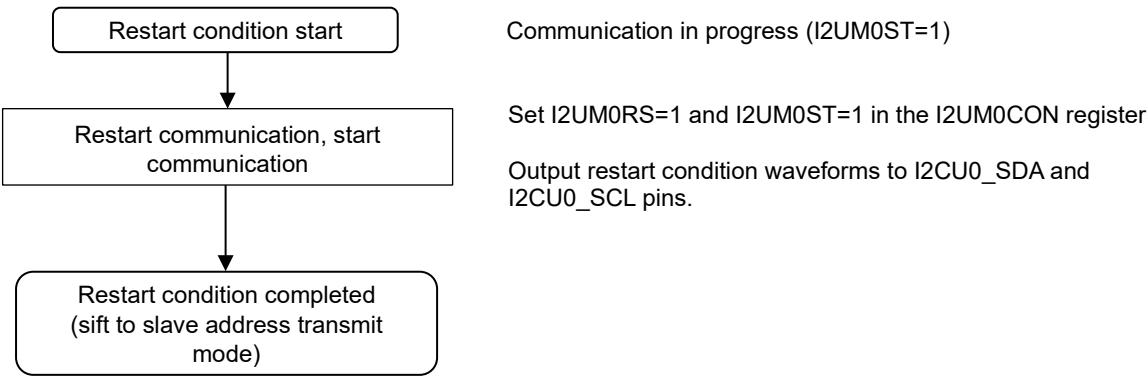 Restart condition start
Communication in progress (I2UM0ST=1)
Restart communication, start
communication
Set I2UM0RS=1 and I2UM0ST=1 in the I2UM0CON register
Output restart condition waveforms to I2CU0_SDA and
I2CU0_SCL pins.
Restart condition completed
(sift to slave address transmit
mode)